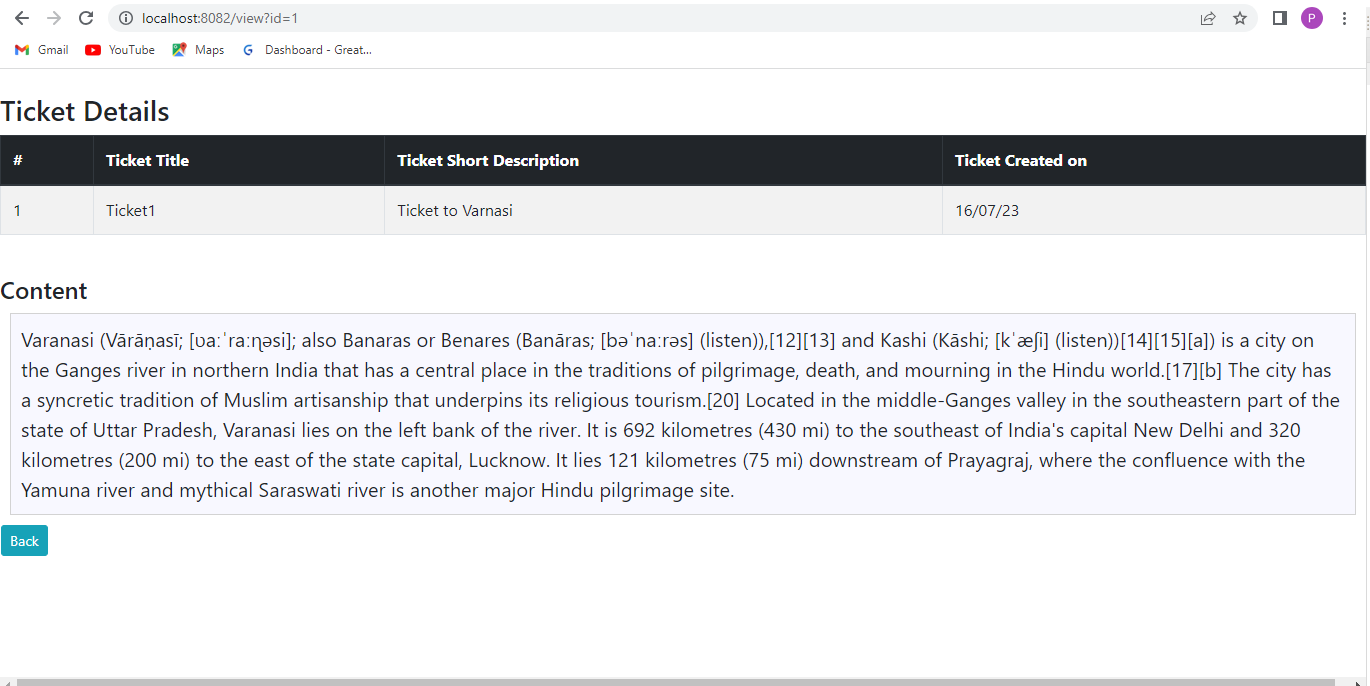 localhost:8082/view?id=1
P
Gmail YouTube Maps G Dashboard - Great...
Ticket Details
# Ticket Title Ticket Short Description Ticket Created on
1 Ticket1 Ticket to Varnasi 16/07/23
Content
Varanasi (Vārāṇasī; [ʋaːˈraːɳəsi]; also Banaras or Benares (Banāras; [bəˈnaːrəs] (listen)),[12][13] and Kashi (Kāshi; [kˈæʃi] (listen))[14][15][a]) is a city on
the Ganges river in northern India that has a central place in the traditions of pilgrimage, death, and mourning in the Hindu world.[17][b] The city has
a syncretic tradition of Muslim artisanship that underpins its religious tourism.[20] Located in the middle-Ganges valley in the southeastern part of the
state of Uttar Pradesh, Varanasi lies on the left bank of the river. It is 692 kilometres (430 mi) to the southeast of India's capital New Delhi and 320
kilometres (200 mi) to the east of the state capital, Lucknow. It lies 121 kilometres (75 mi) downstream of Prayagraj, where the confluence with the
Yamuna river and mythical Saraswati river is another major Hindu pilgrimage site.
Back